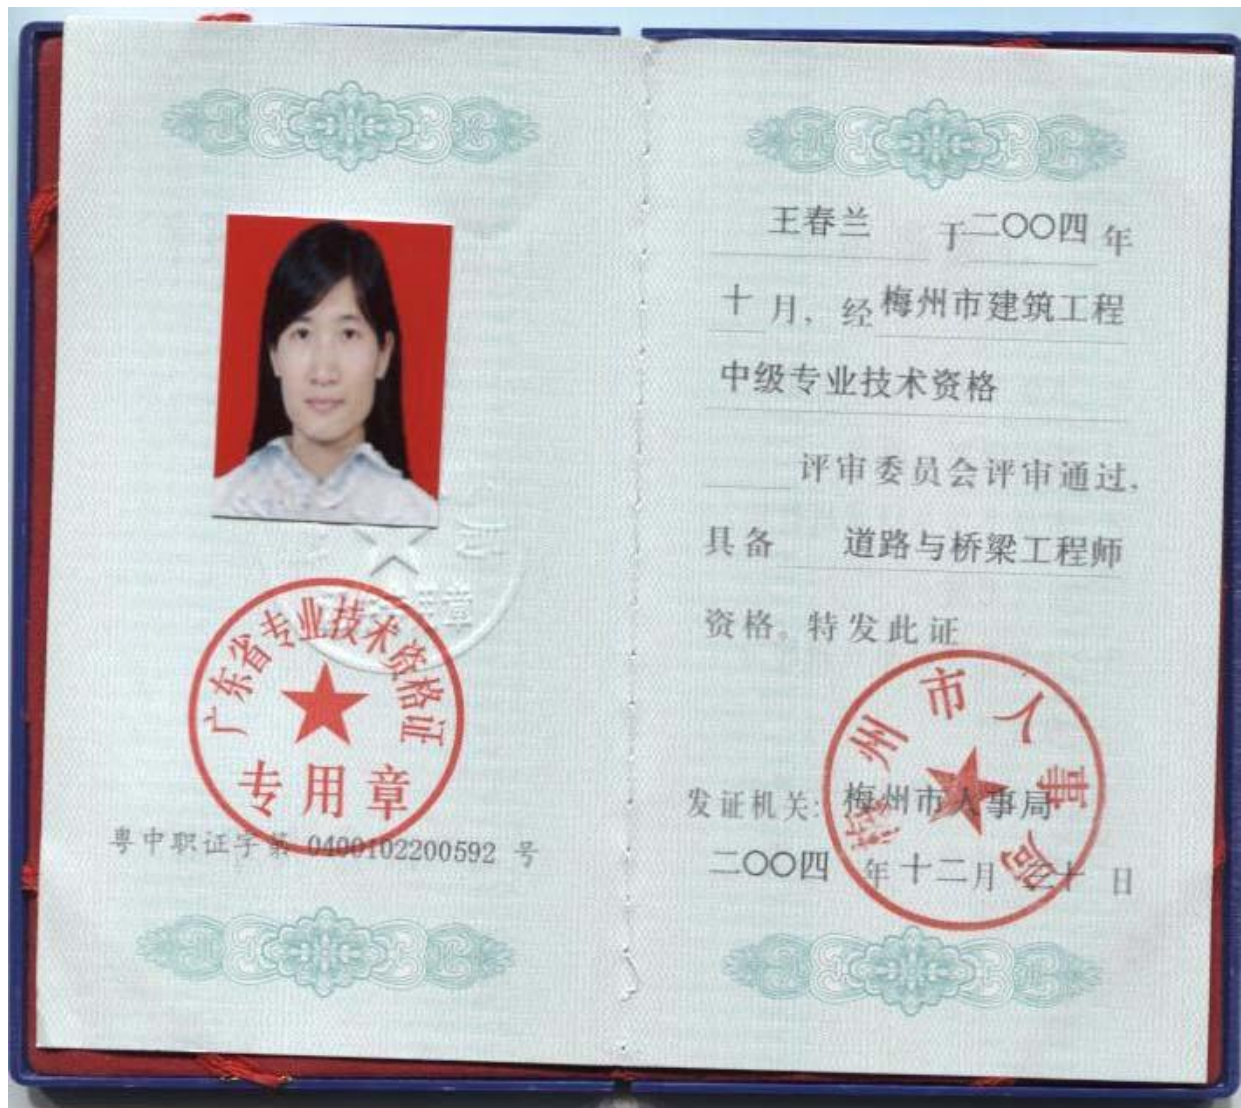 广东省专业技术资格证
专用章
粤中职证字第 0400102200592 号
王春兰 于二〇〇四年
十月，经梅州市建筑工程
中级专业技术资格
评审委员会评审通过，
具备 道路与桥梁工程师
资格。特发此证
梅州市人事局
发证机关：梅州市人事局
二〇〇四 年十二月三十日